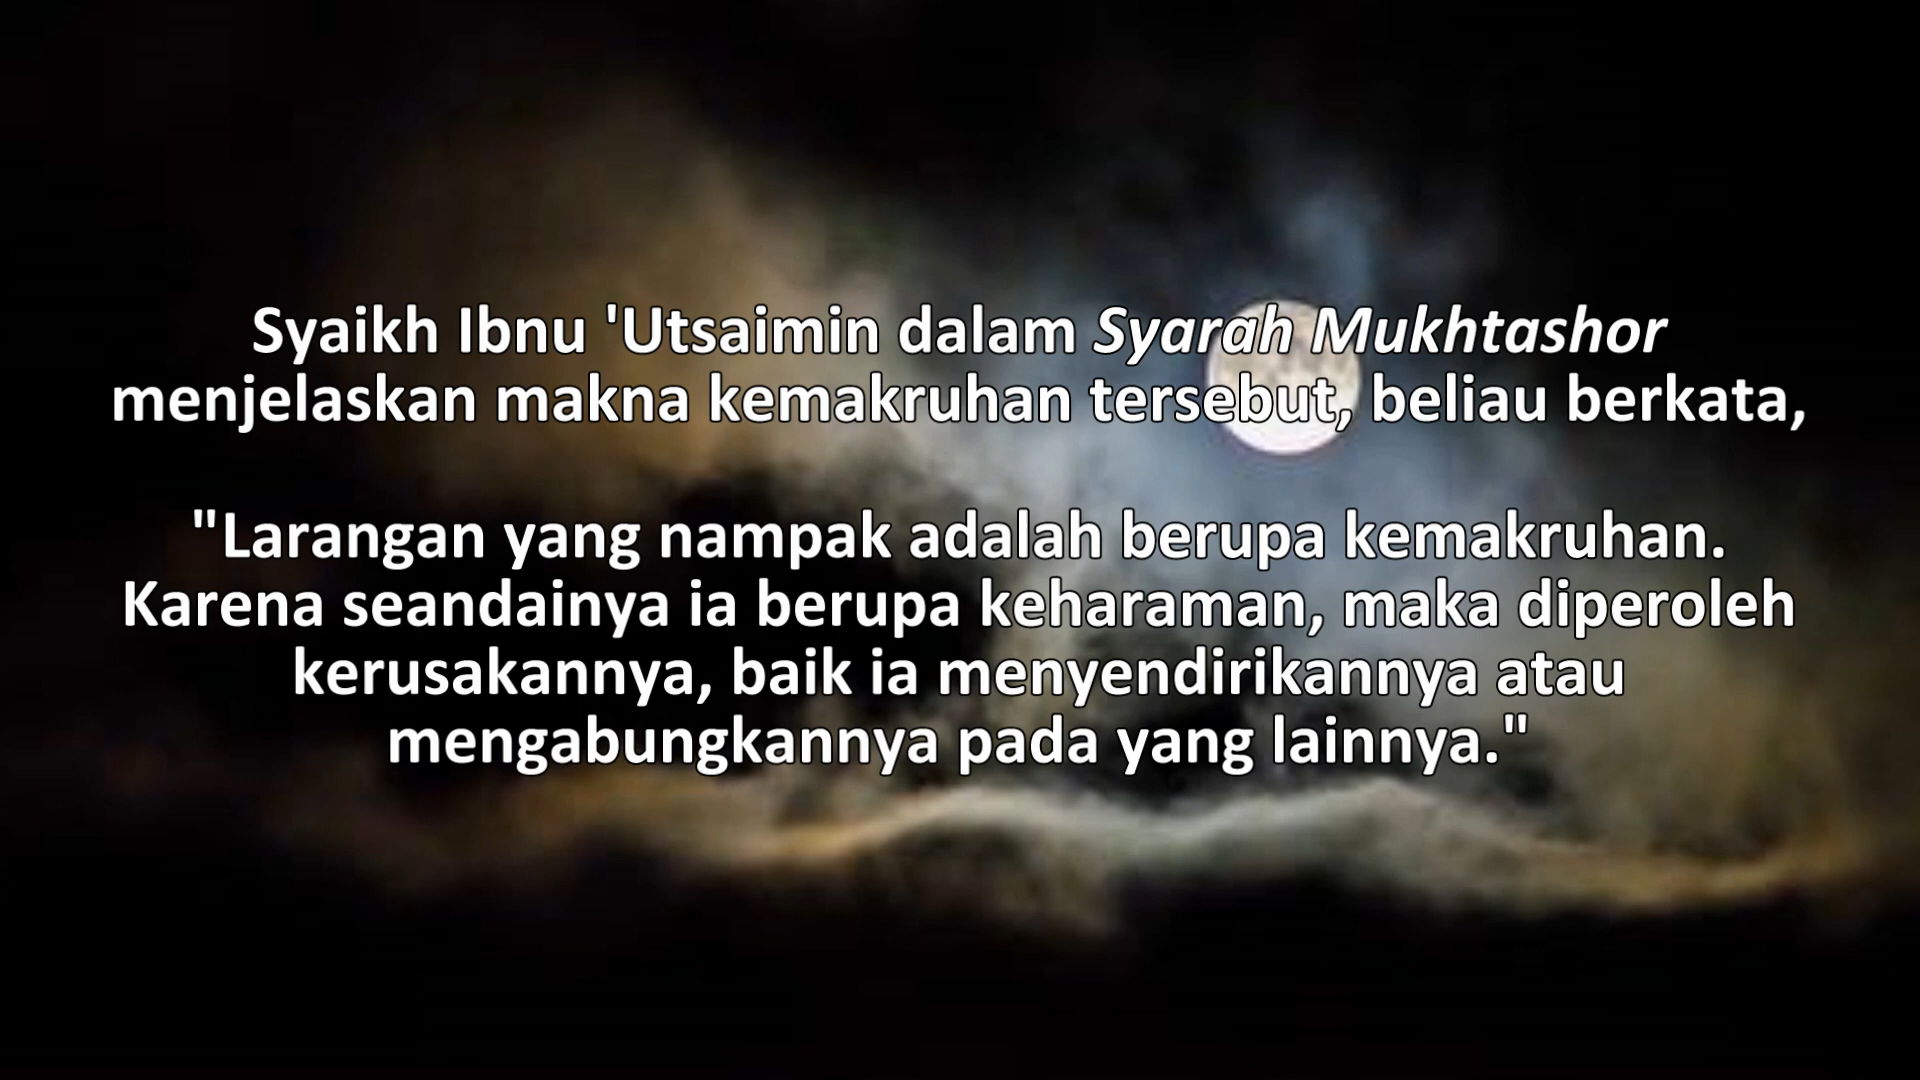 Syaikh Ibnu 'Utsaimin dalam Syarah Mukhtashor
menjelaskan makna kemakruhan tersebut, beliau berkata,
"Larangan yang nampak adalah berupa kemakruhan.
Karena seandainya ia berupa keharaman, maka diperoleh
kerusakannya, baik ia menyendirikannya atau
mengabungkannya pada yang lainnya."